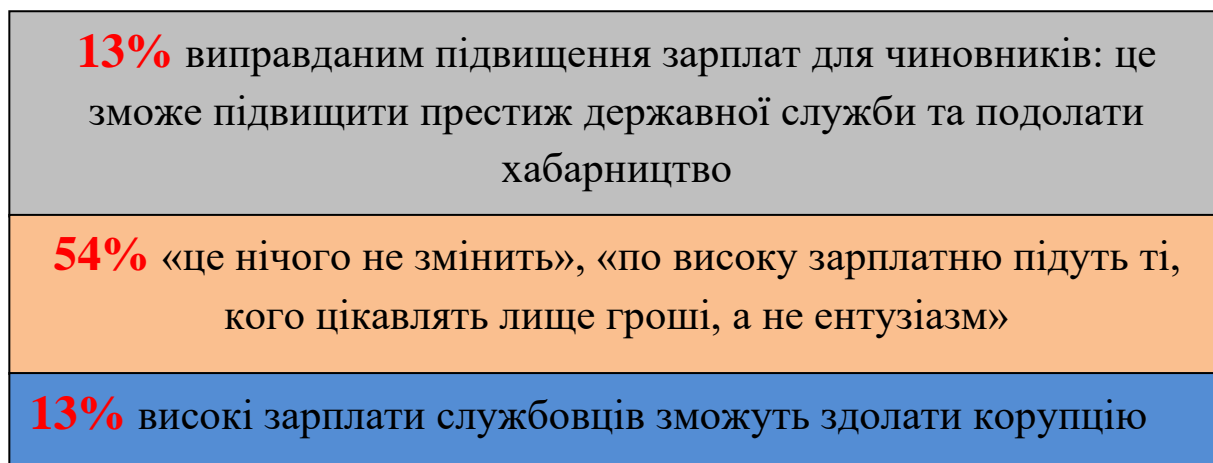 13% виправданим підвищення зарплат для чиновників: це
зможе підвищити престиж державної служби та подолати
хабарництво
54% «це нічого не змінить», «по високу зарплатню підуть ті,
кого цікавлять лище гроші, а не ентузіазм»
13% високі зарплати службовців зможуть здолати корупцію